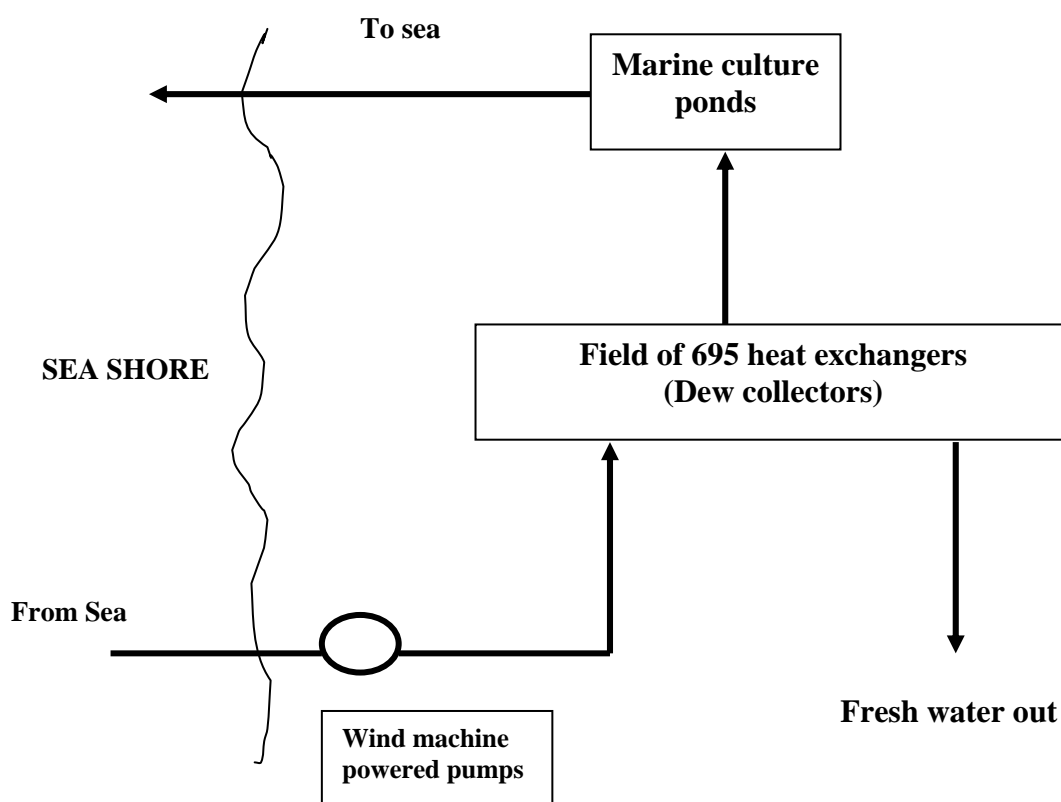 To sea
Marine culture
ponds
Field of 695 heat exchangers
(Dew collectors)
SEA SHORE
From Sea
Fresh water out
Wind machine
powered pumps